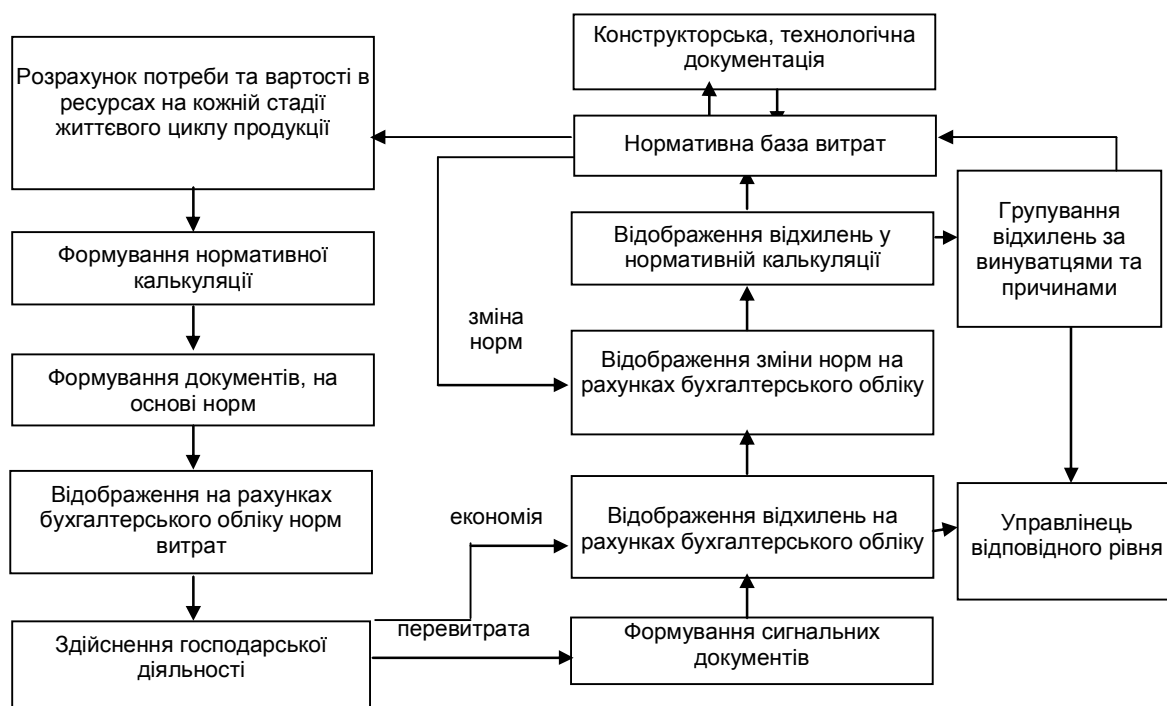 Конструкторська, технологічна
документація
Розрахунок потреби та вартості в
ресурсах на кожній стадії
життєвого циклу продукції
Нормативна база витрат
Групування
відхилень за
винуватцями та
причинами
Відображення відхилень у
нормативній калькуляції
Формування нормативної
калькуляції
зміна
норм
Відображення зміни норм на
рахунках бухгалтерського обліку
Формування документів, на
основі норм
Відображення на рахунках
бухгалтерського обліку норм
витрат
економія
Відображення відхилень на
рахунках бухгалтерського обліку
Управлінець
відповідного рівня
Здійснення господарської
діяльності
перевитрата
Формування сигнальних
документів